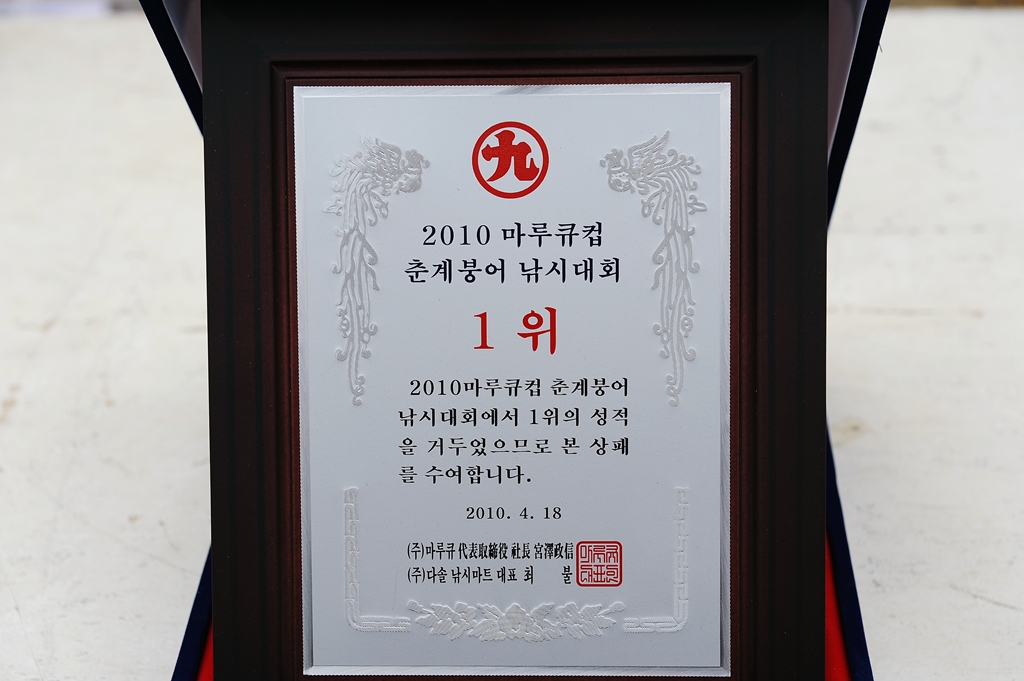 九
2010 마루큐컵
춘계붕어 낚시대회
1 위
2010마루큐컵 춘계붕어
낚시대회에서 1위의 성적
을 거두었으므로 본 상패
를 수여합니다.
2010. 4. 18
(주)마루큐 代表取締役 社長 宮澤政信
(주)다솔 낚시마트 대표 최 불